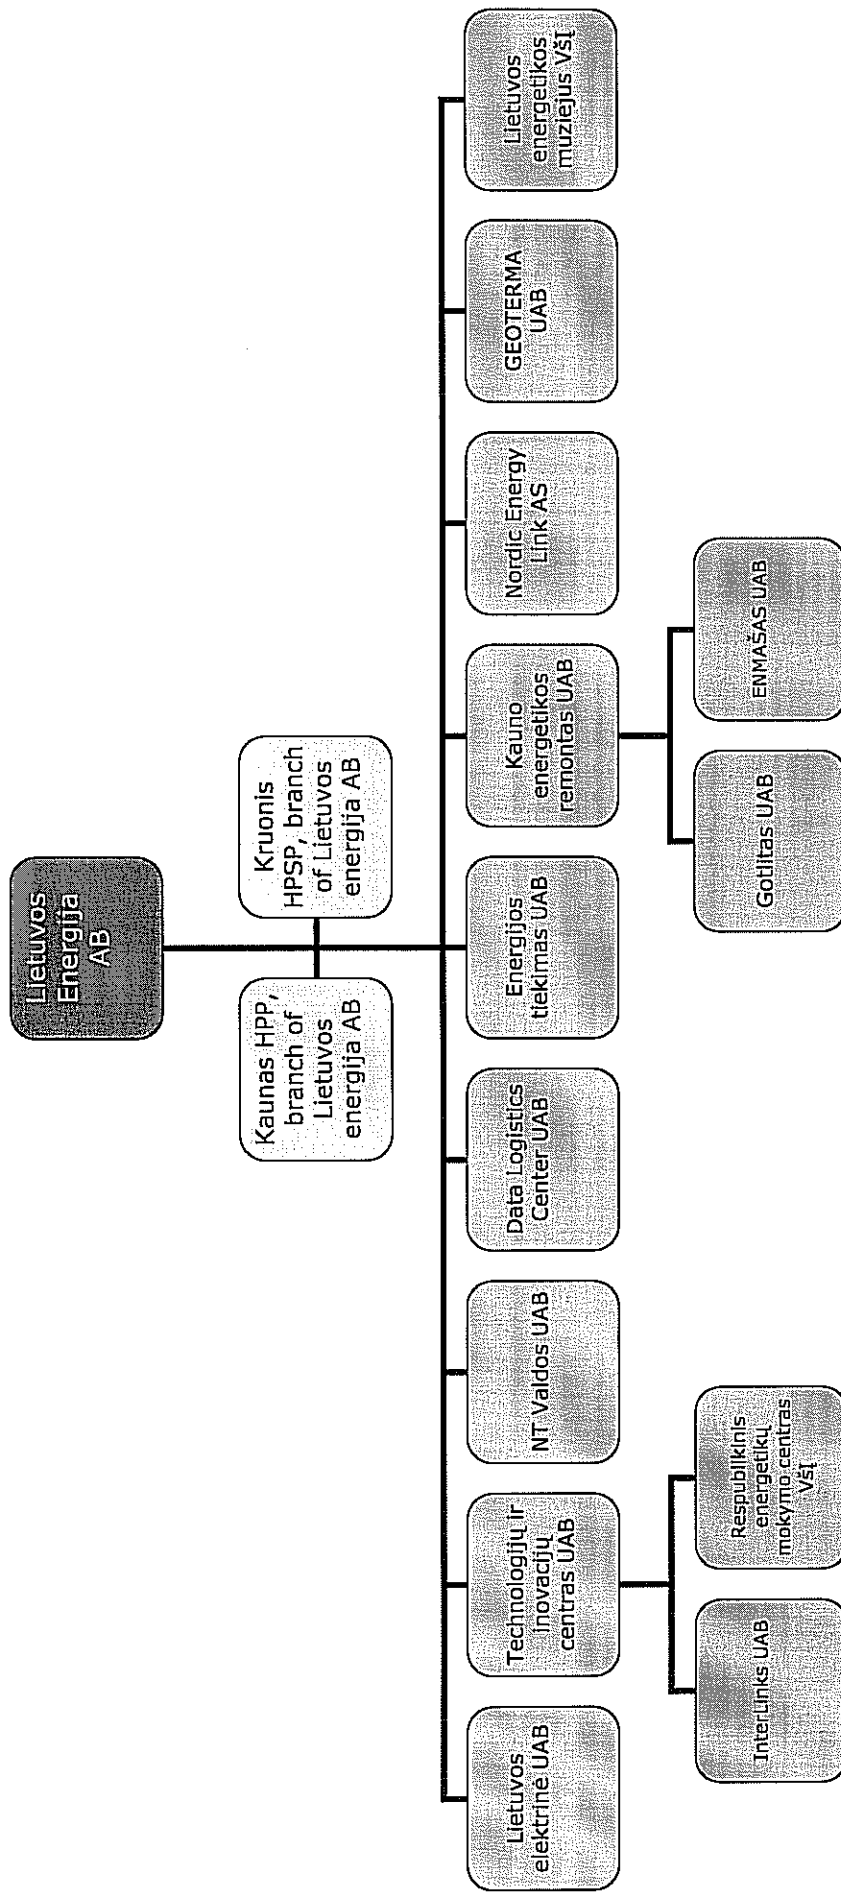 Lietuvos
Energija
AB
Kaunas HPP,
branch of
Lietuvos
energija AB
Kruonis
HPSP, branch
of Lietuvos
energija AB
Lietuvos
elektrinė UAB
Technologijų ir
inovacijų
centras UAB
NT Valdos UAB
Data Logistics
Center UAB
Energijos
tiekimas UAB
Kauno
energetikos
remontas UAB
Nordic Energy
Link AS
GEOTERMA
UAB
Lietuvos
energetikos
muziejus VšĮ
InterLinks UAB
Respublikinis
energetikų
mokymo centras
VšĮ
Gotlitas UAB
ENMAŠAS UAB